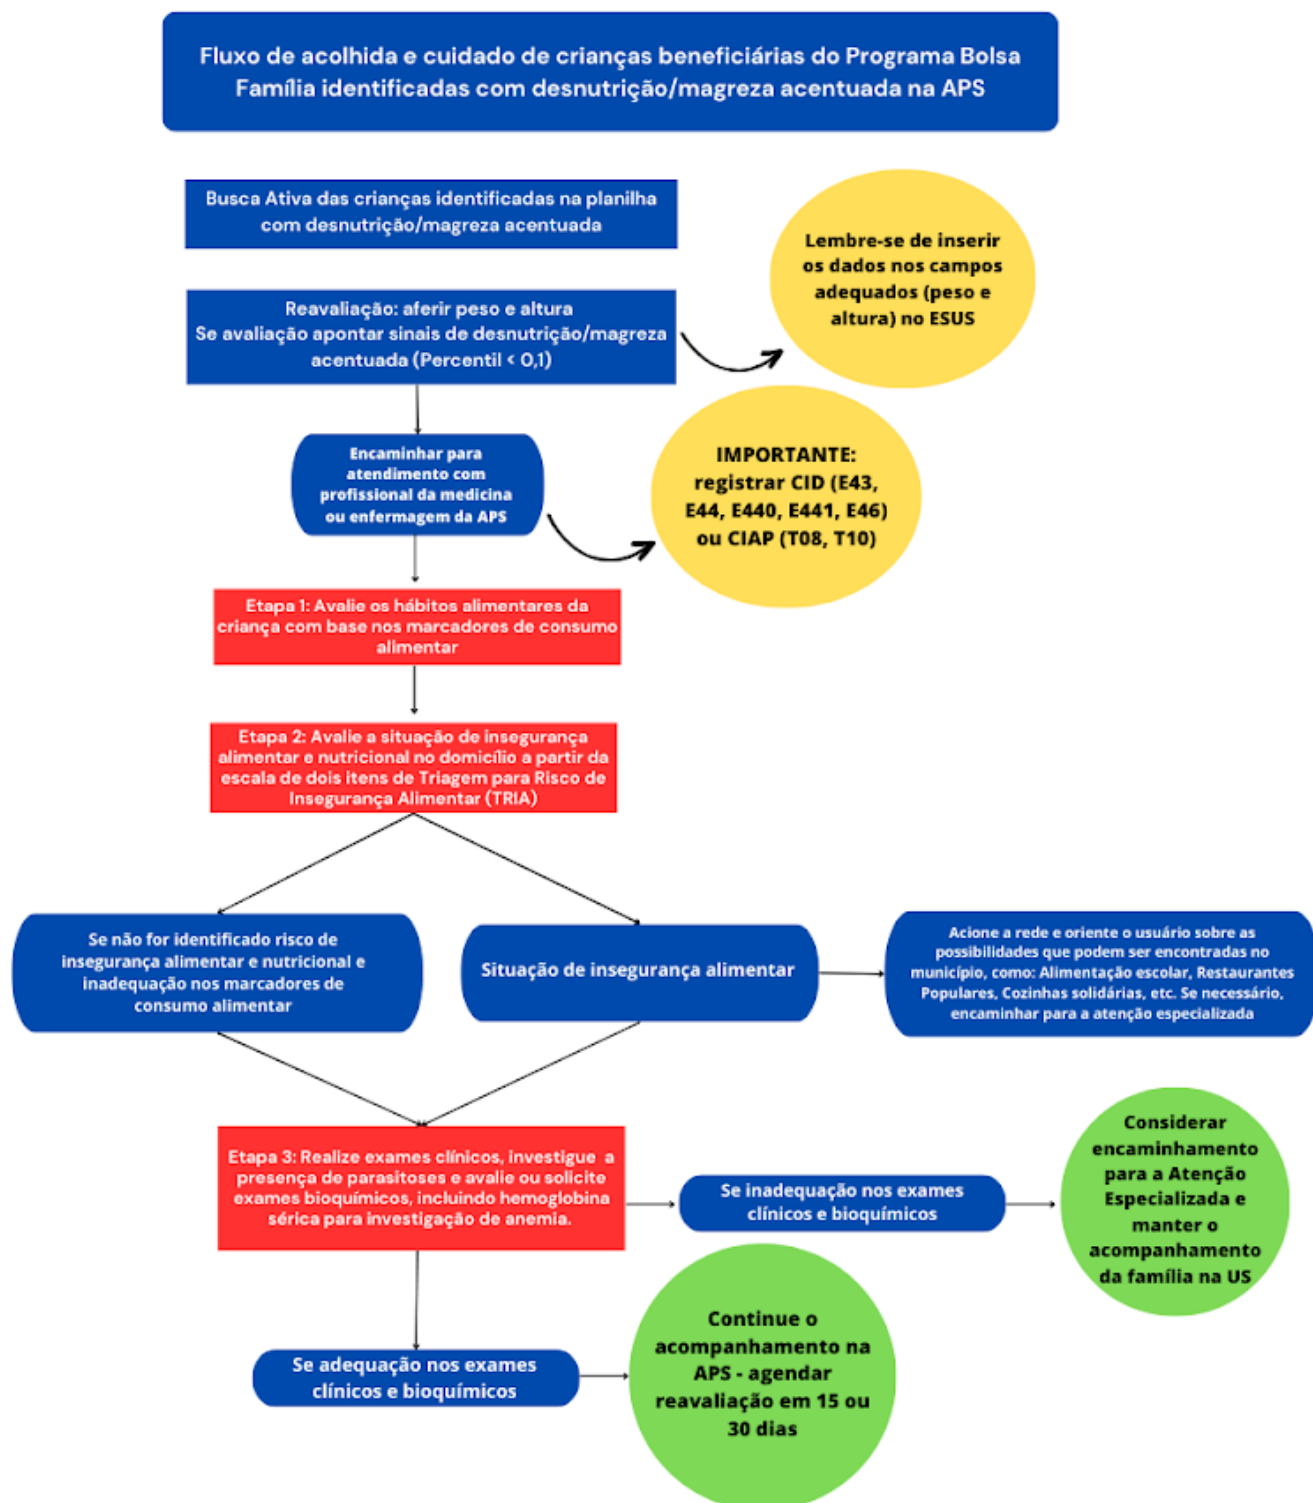 Fluxo de acolhida e cuidado de crianças beneficiárias do Programa Bolsa
Família identificadas com desnutrição/magreza acentuada na APS
Busca Ativa das crianças identificadas na planilha
com desnutrição/magreza acentuada
Lembre-se de inserir
os dados nos campos
adequados (peso e
altura) no ESUS
Reavaliação: aferir peso e altura
Se avaliação apontar sinais de desnutrição/magreza
acentuada (Percentil < 0,1)
Encaminhar para
atendimento com
profissional da medicina
ou enfermagem da APS
IMPORTANTE:
registrar CID (E43,
E44, E440, E441, E46)
ou CIAP (T08, T10)
Etapa 1: Avalie os hábitos alimentares da
criança com base nos marcadores de consumo
alimentar
Etapa 2: Avalie a situação de insegurança
alimentar e nutricional no domicílio a partir da
escala de dois itens de Triagem para Risco de
Insegurança Alimentar (TRIA)
Se não for identificado risco de
insegurança alimentar e nutricional e
inadequação nos marcadores de
consumo alimentar
Situação de insegurança alimentar
Acione a rede e oriente o usuário sobre as
possibilidades que podem ser encontradas no
município, como: Alimentação escolar, Restaurantes
Populares, Cozinhas solidárias, etc. Se necessário,
encaminhar para a atenção especializada
Etapa 3: Realize exames clínicos, investigue a
presença de parasitoses e avalie ou solicite
exames bioquímicos, incluindo hemoglobina
sérica para investigação de anemia.
Se inadequação nos exames
clínicos e bioquímicos
Considerar
encaminhamento
para a Atenção
Especializada e
manter o
acompanhamento
da família na US
Se adequação nos exames
clínicos e bioquímicos
Continue o
acompanhamento na
APS - agendar
reavaliação em 15 ou
30 dias